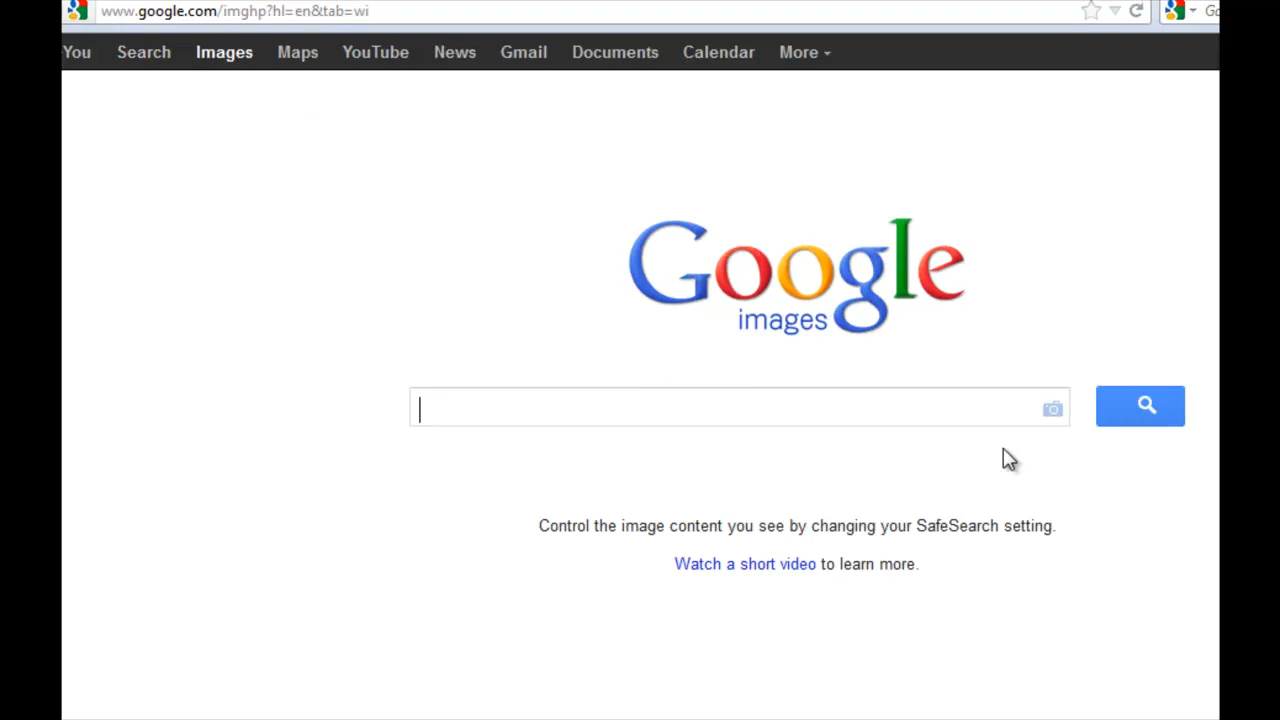 www.google.com/imghp?hl=en&tab=wi
You Search Images Maps YouTube News Gmail Documents Calendar More
Google
images
Control the image content you see by changing your SafeSearch setting.
Watch a short video to learn more.